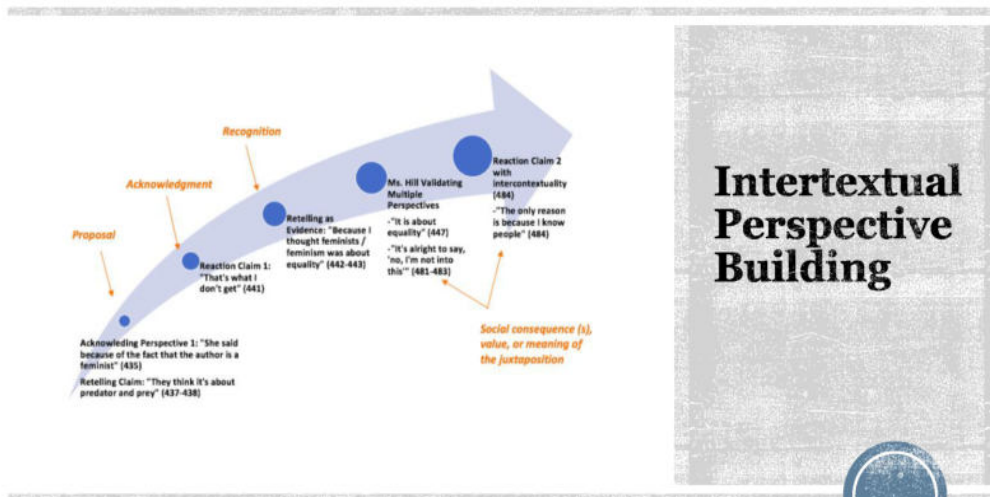 Proposal
Acknowledgment
Recognition
Acknowleding Perspective 1: "She said
because of the fact that the author is a
feminist" (435)
Retelling Claim: "They think it's about
predator and prey" (437-438)
Reaction Claim 1:
"That's what I
don't get" (441)
Retelling as
Evidence: "Because I
thought feminists /
feminism was about
equality" (442-443)
Ms. Hill Validating
Multiple
Perspectives
-"It is about
equality" (447)
-"It's alright to say,
'no, I'm not into
this'" (481-483)
Reaction Claim 2
with
intercontextuality
(484)
-"The only reason
is because I know
people" (484)
Social consequence (s),
value, or meaning of
the juxtaposition
Intertextual
Perspective
Building